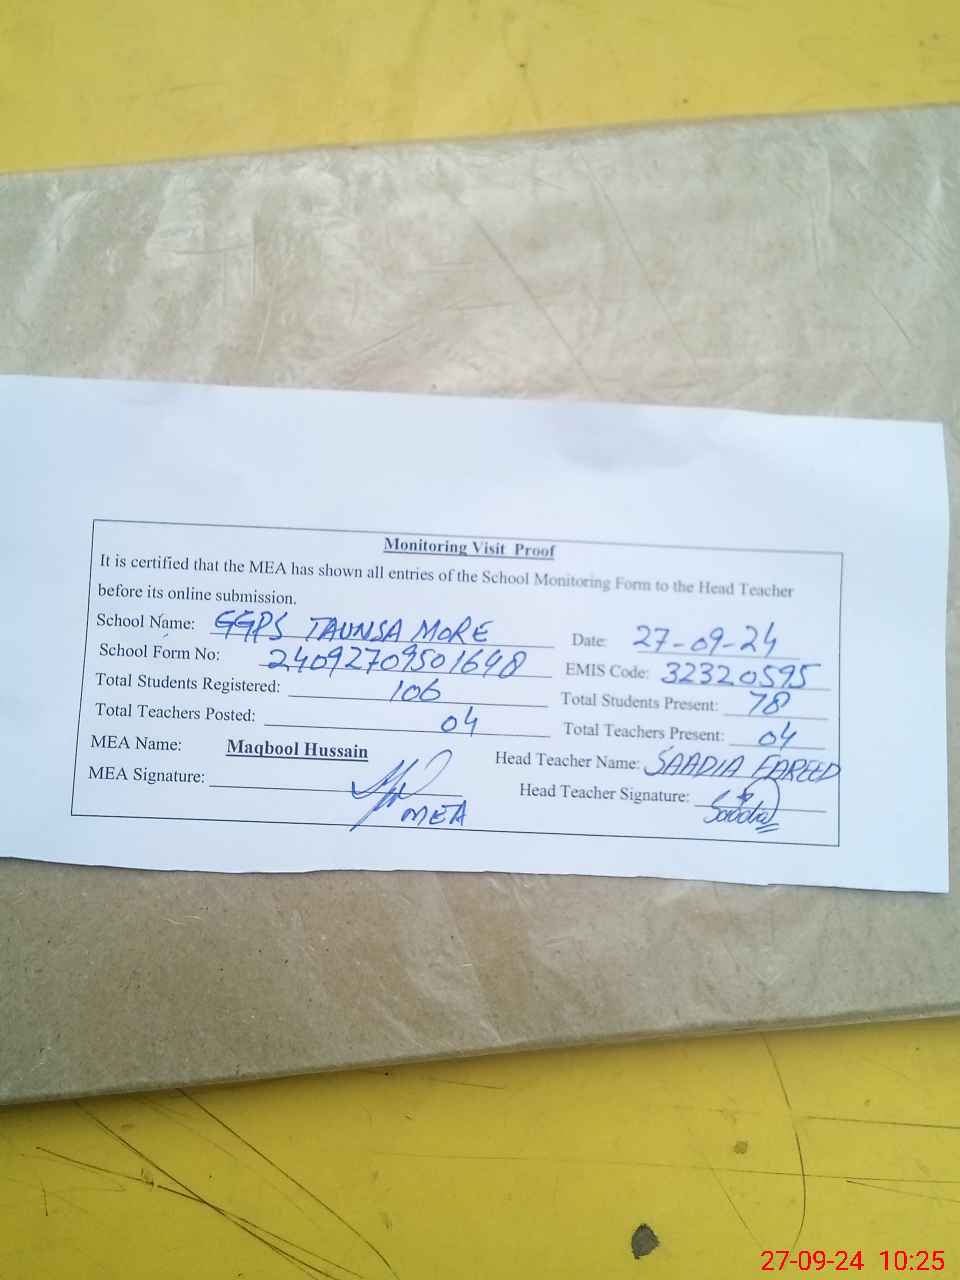 Monitoring Visit Proof
It is certified that the MEA has shown all entries of the School Monitoring Form to the Head Teacher
before its online submission.
School Name: GGPS TAUNSA MORE Date: 27-09-24
School Form No: 24092709501648 EMIS Code: 32320595
Total Students Registered: 106 Total Students Present: 78
Total Teachers Posted: 04 Total Teachers Present: 04
MEA Name: Maqbool Hussain Head Teacher Name: SAADIA FAREED
MEA Signature: MEA Head Teacher Signature: Saadia
27-09-24 10:25